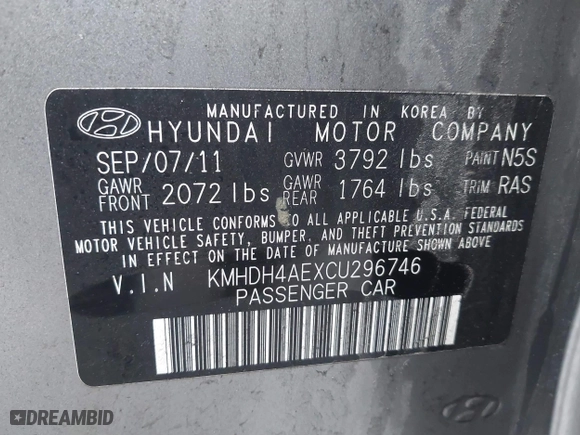 MANUFACTURED IN KOREA BY
HYUNDAI MOTOR COMPANY
SEP/07/11 GVWR 3792 lbs PAINT N5S
GAWR FRONT 2072 lbs GAWR REAR 1764 lbs TRIM RAS
THIS VEHICLE CONFORMS TO ALL APPLICABLE U.S.A. FEDERAL
MOTOR VEHICLE SAFETY, BUMPER, AND THEFT PREVENTION STANDARDS
IN EFFECT ON THE DATE OF MANUFACTURE SHOWN ABOVE.
V.I.N KMHDH4AEXCU296746
PASSENGER CAR
DREAMBID